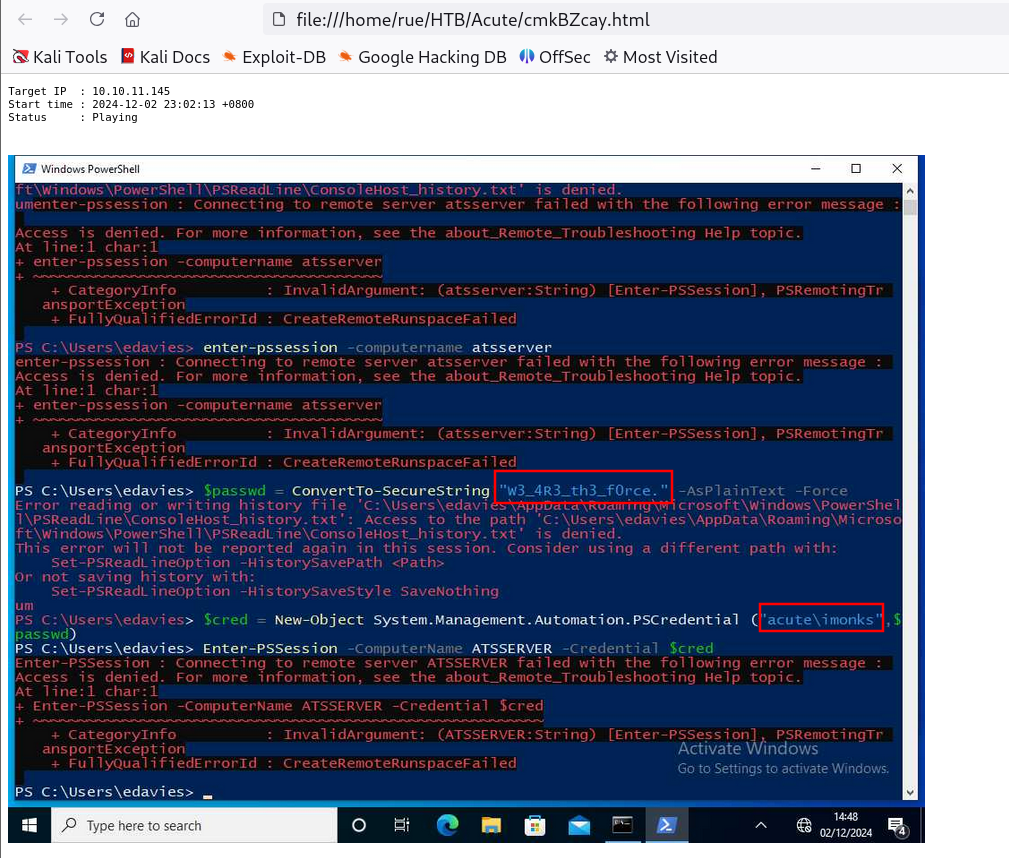 file:///home/rue/HTB/Acute/cmkBZcay.html
Kali Tools Kali Docs Exploit-DB Google Hacking DB OffSec Most Visited
Target IP : 10.10.11.145
Start time : 2024-12-02 23:02:13 +0800
Status : Playing
Windows PowerShell
ft\Windows\PowerShell\PSReadLine\ConsoleHost_history.txt' is denied.
umenter-pssession : Connecting to remote server atsserver failed with the following error message :
Access is denied. For more information, see the about_Remote_Troubleshooting Help topic.
At line:1 char:1
+ enter-pssession -computername atsserver
+ ~~~~~~~~~~~~~~~~~~~~~~~~~~~~~~~~~~~~~~~
+ CategoryInfo : InvalidArgument: (atsserver:String) [Enter-PSSession], PSRemotingTr
ansportException
+ FullyQualifiedErrorId : CreateRemoteRunspaceFailed
PS C:\Users\edavies> enter-pssession -computername atsserver
enter-pssession : Connecting to remote server atsserver failed with the following error message :
Access is denied. For more information, see the about_Remote_Troubleshooting Help topic.
At line:1 char:1
+ enter-pssession -computername atsserver
+ ~~~~~~~~~~~~~~~~~~~~~~~~~~~~~~~~~~~~~~~
+ CategoryInfo : InvalidArgument: (atsserver:String) [Enter-PSSession], PSRemotingTr
ansportException
+ FullyQualifiedErrorId : CreateRemoteRunspaceFailed
PS C:\Users\edavies> $passwd = ConvertTo-SecureString "W3_4R3_th3_f0rce." -AsPlainText -Force
Error reading or writing history file 'C:\Users\edavies\AppData\Roaming\Microsoft\Windows\PowerShel
l\PSReadLine\ConsoleHost_history.txt': Access to the path 'C:\Users\edavies\AppData\Roaming\Microso
ft\Windows\PowerShell\PSReadLine\ConsoleHost_history.txt' is denied.
This error will not be reported again in this session. Consider using a different path with:
Set-PSReadLineOption -HistorySavePath <Path>
Or not saving history with:
Set-PSReadLineOption -HistorySaveStyle SaveNothing
um
PS C:\Users\edavies> $cred = New-Object System.Management.Automation.PSCredential ("acute\imonks",$
passwd)
PS C:\Users\edavies> Enter-PSSession -ComputerName ATSSERVER -Credential $cred
Enter-PSSession : Connecting to remote server ATSSERVER failed with the following error message :
Access is denied. For more information, see the about_Remote_Troubleshooting Help topic.
At line:1 char:1
+ Enter-PSSession -ComputerName ATSSERVER -Credential $cred
+ ~~~~~~~~~~~~~~~~~~~~~~~~~~~~~~~~~~~~~~~~~~~~~~~~~~~~~~~~~
+ CategoryInfo : InvalidArgument: (ATSSERVER:String) [Enter-PSSession], PSRemotingTr
ansportException
+ FullyQualifiedErrorId : CreateRemoteRunspaceFailed
Activate Windows
Go to Settings to activate Windows.
PS C:\Users\edavies> _
Type here to search
14:48
02/12/2024
4